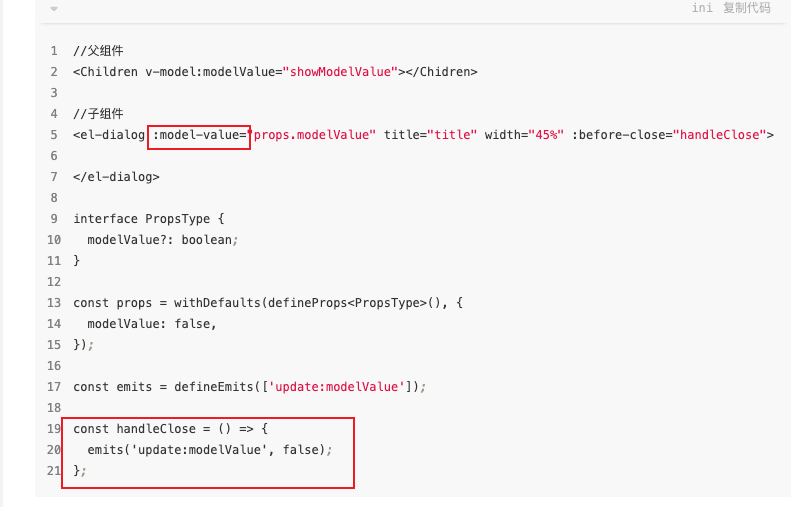 ini 复制代码
1 //父组件
2 <Children v-model:modelValue="showModelValue"></Chidren>
3
4 //子组件
5 <el-dialog :model-value="props.modelValue" title="title" width="45%" :before-close="handleClose">
6
7 </el-dialog>
8
9 interface PropsType {
10   modelValue?: boolean;
11 }
12
13 const props = withDefaults(defineProps<PropsType>(), {
14   modelValue: false,
15 });
16
17 const emits = defineEmits(['update:modelValue']);
18
19 const handleClose = () => {
20   emits('update:modelValue', false);
21 };